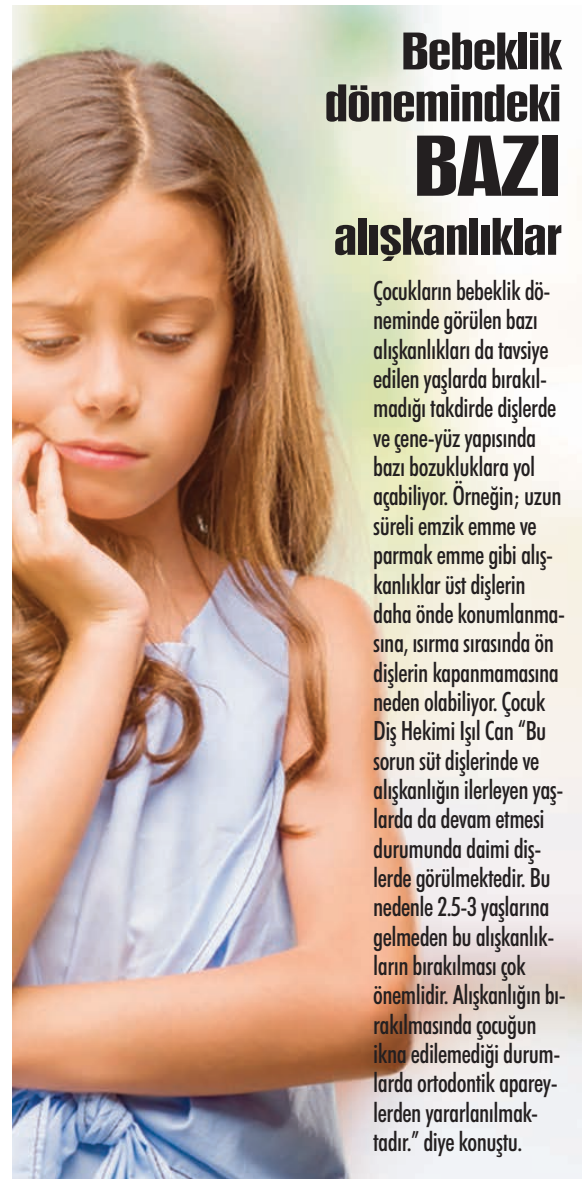 Bebeklik
dönemindeki
BAZI
alışkanlıklar
Çocukların bebeklik dö-
neminde görülen bazı
alışkanlıkları da tavsiye
edilen yaşlarda bırakıl-
madığı takdirde dişlerde
ve çene-yüz yapısında
bazı bozukluklara yol
açabiliyor. Örneğin; uzun
süreli emzik emme ve
parmak emme gibi alış-
kanlıklar üst dişlerin
daha önde konumlanma-
sına, ısırma sırasında ön
dişlerin kapanmamasına
neden olabiliyor. Çocuk
Diş Hekimi Işıl Can “Bu
sorun süt dişlerinde ve
alışkanlığın ilerleyen yaş-
larda da devam etmesi
durumunda daimi diş-
lerde görülmektedir. Bu
nedenle 2.5-3 yaşlarına
gelmeden bu alışkanlık-
ların bırakılması çok
önemlidir. Alışkanlığın bı-
rakılmasında çocuğun
ikna edilemediği durum-
larda ortodontik aparey-
lerden yararlanılmak-
tadır.” diye konuştu.